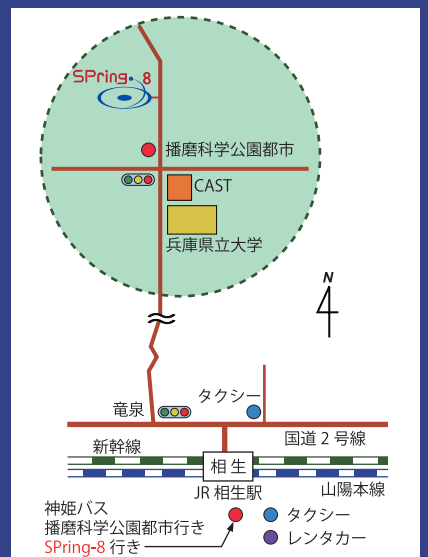 SPring-8
播磨科学公園都市
CAST
兵庫県立大学
N
竜泉
タクシー
国道2号線
新幹線
相生
JR 相生駅
山陽本線
神姫バス
播磨科学公園都市行き
SPring-8 行き
タクシー
レンタカー